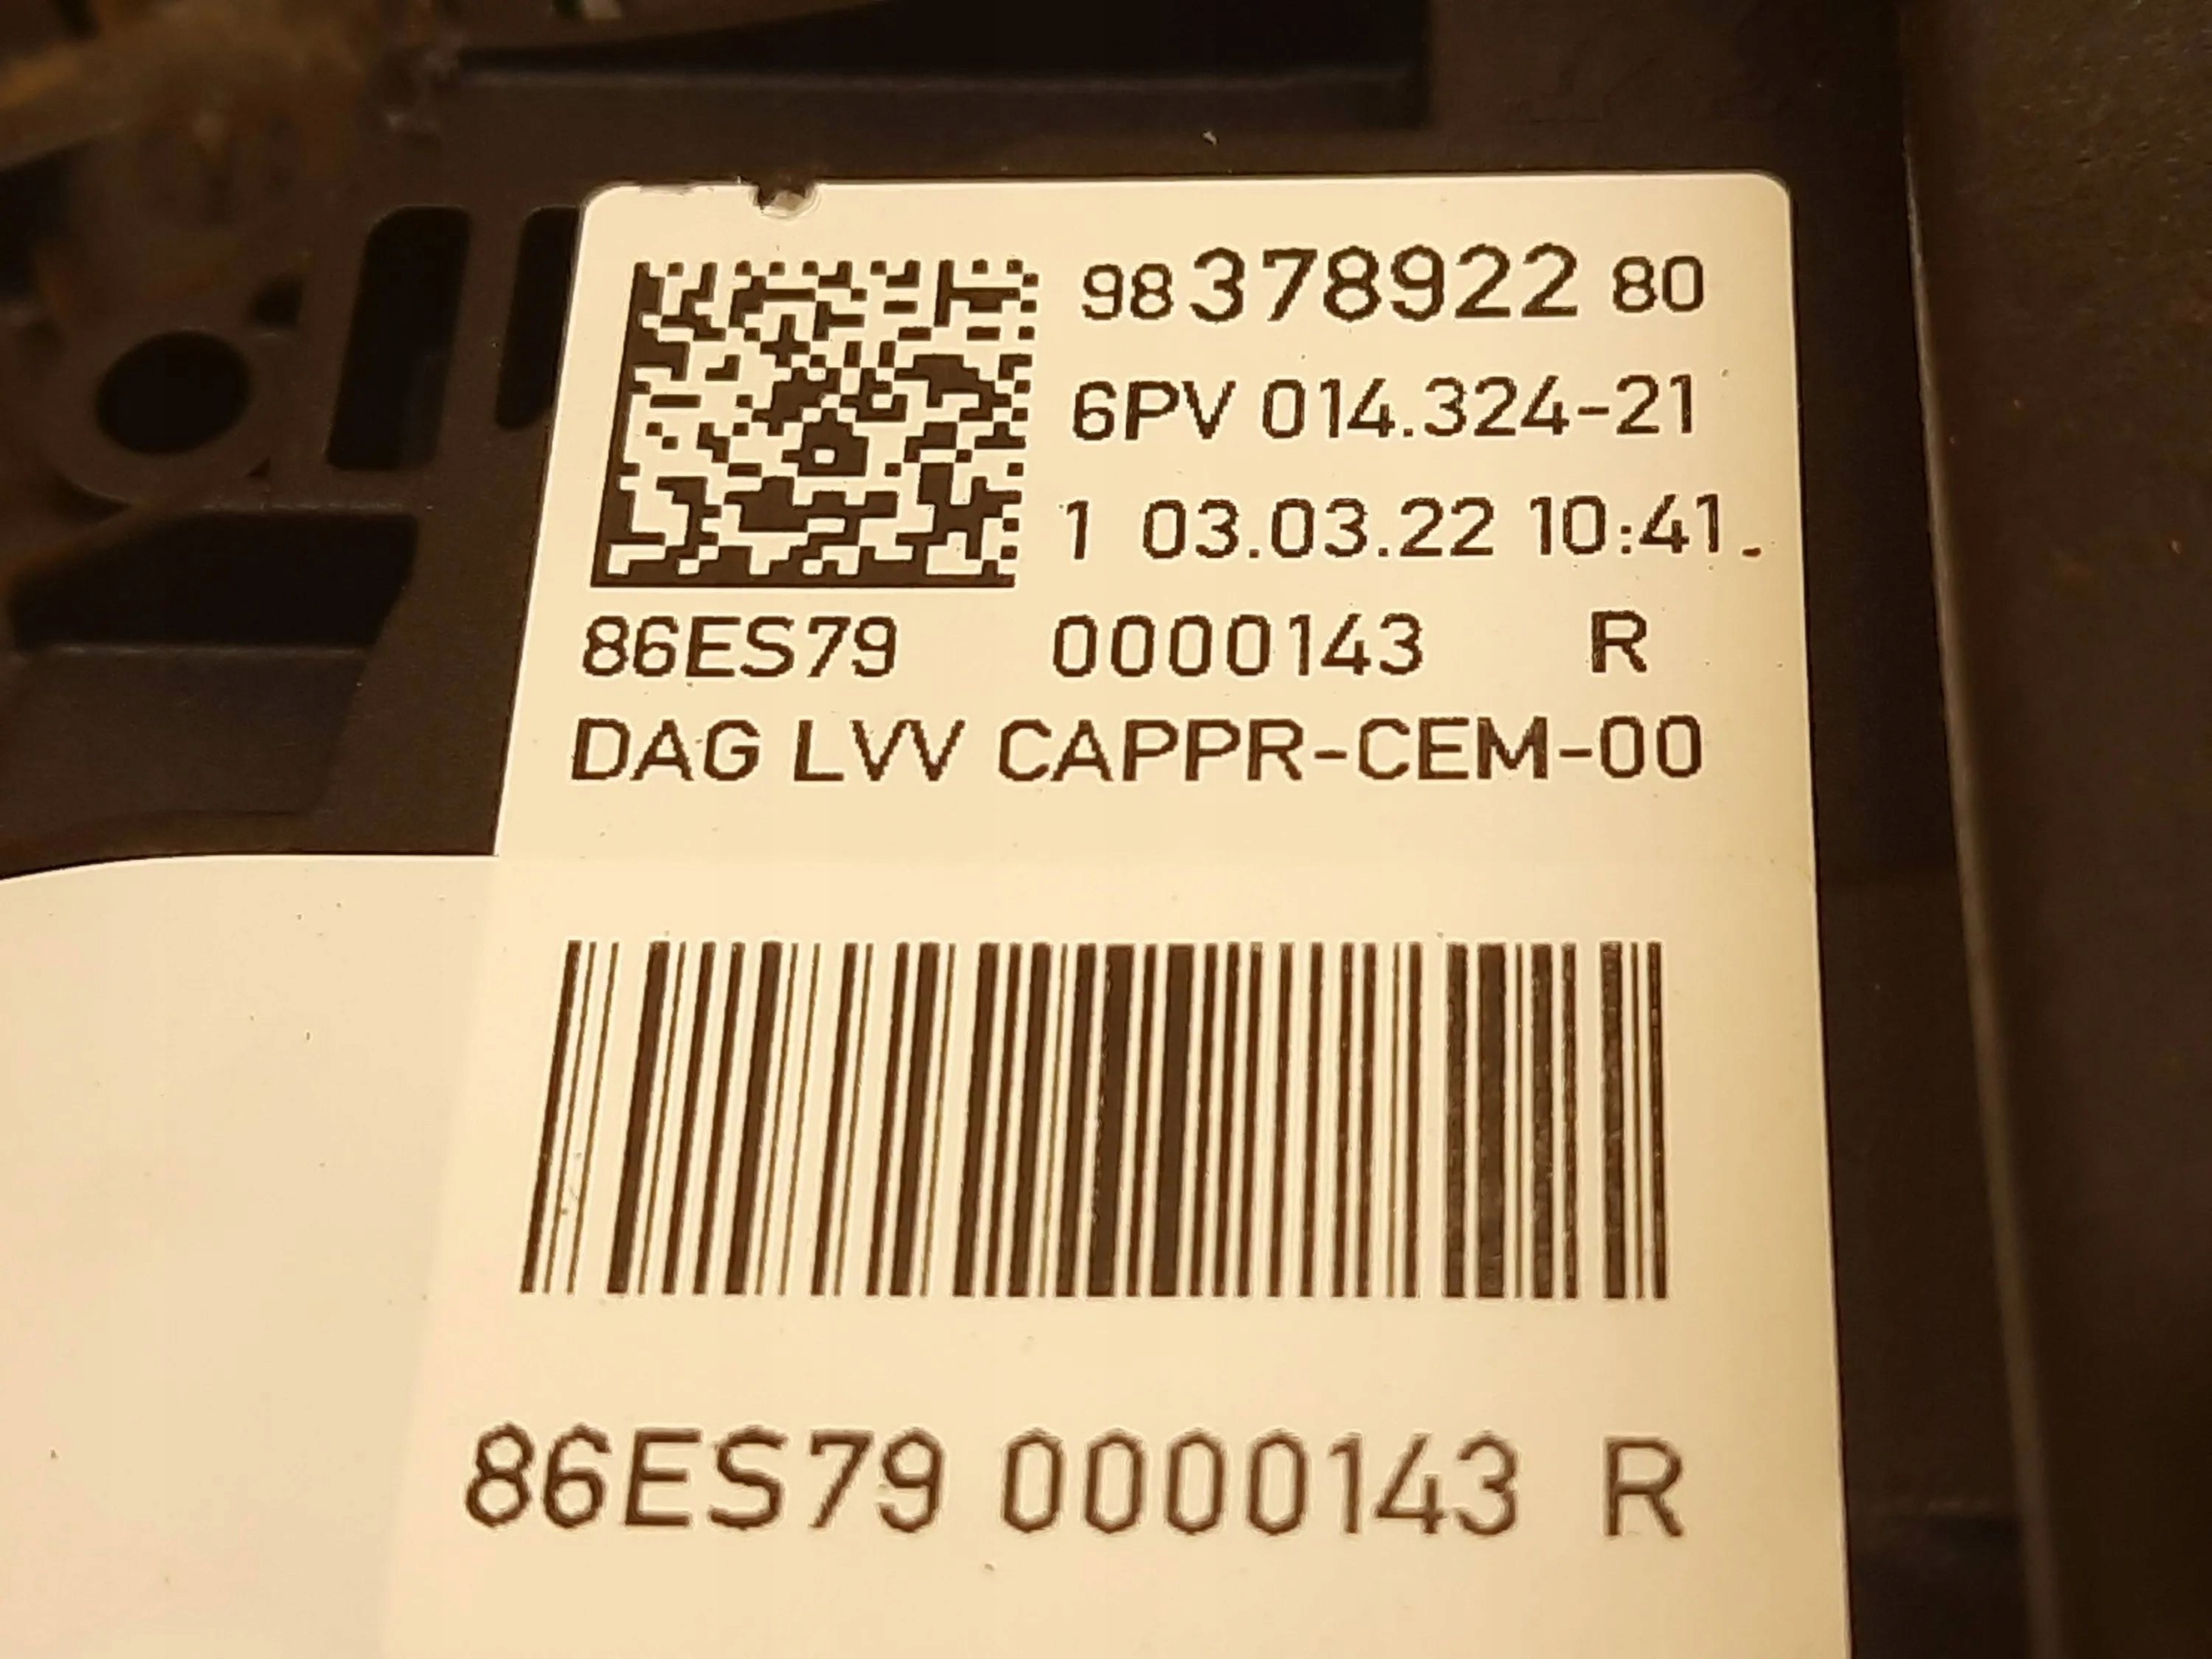 98 378922 80
6PV 014.324-21
1 03.03.22 10:41
86ES79 0000143 R
DAG LVV CAPPR-CEM-00
86ES79 0000143 R